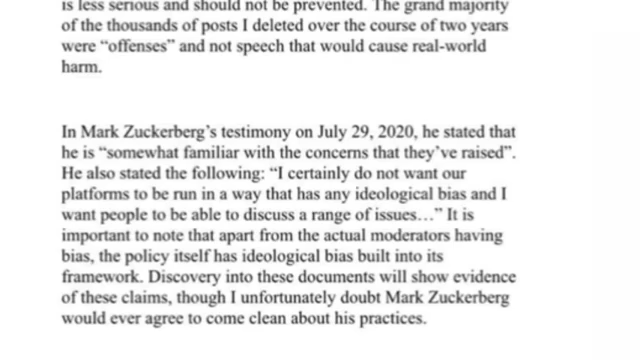 is less serious and should not be prevented. The grand majority
of the thousands of posts I deleted over the course of two years
were “offenses” and not speech that would cause real-world
harm.
In Mark Zuckerberg’s testimony on July 29, 2020, he stated that
he is “somewhat familiar with the concerns that they’ve raised”.
He also stated the following: “I certainly do not want our
platforms to be run in a way that has any ideological bias and I
want people to be able to discuss a range of issues…” It is
important to note that apart from the actual moderators having
bias, the policy itself has ideological bias built into its
framework. Discovery into these documents will show evidence
of these claims, though I unfortunately doubt Mark Zuckerberg
would ever agree to come clean about his practices.